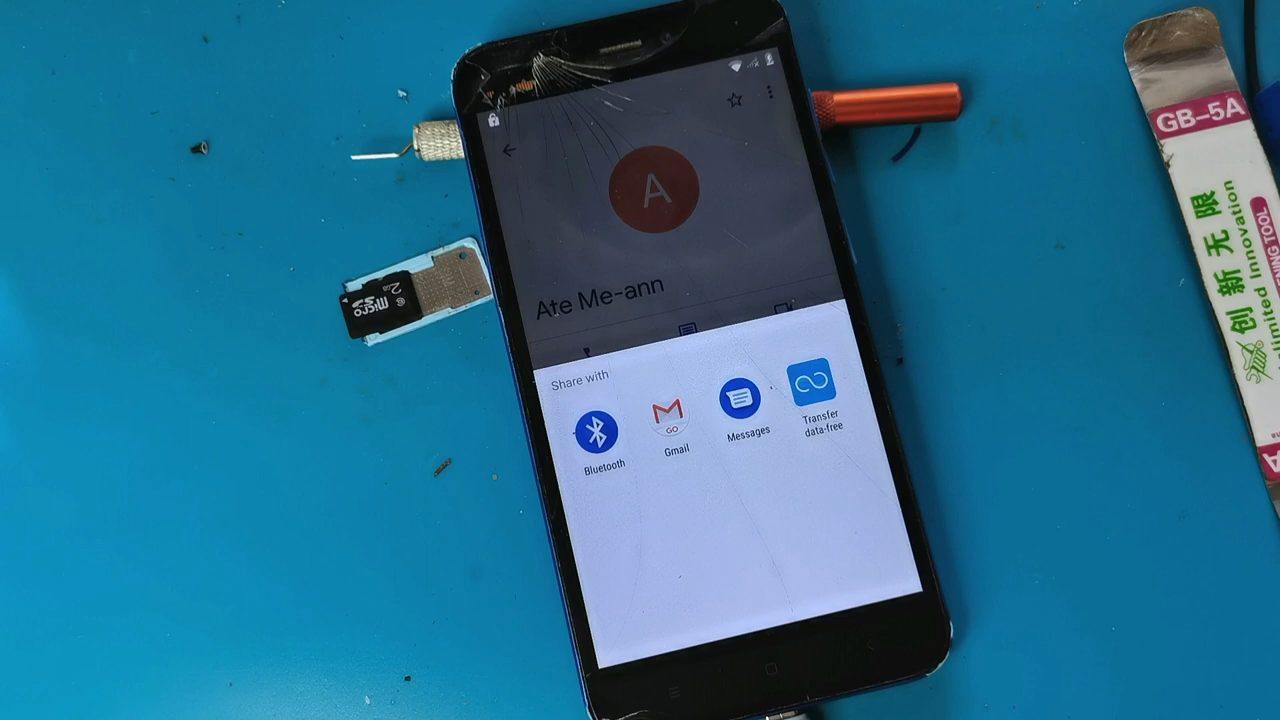 A
Ate Me-ann
Share with
Bluetooth
GO
Gmail
Messages
Transfer
data-free
micro
SD
2GB
GB-5A
创新无限
Unlimited Innovation